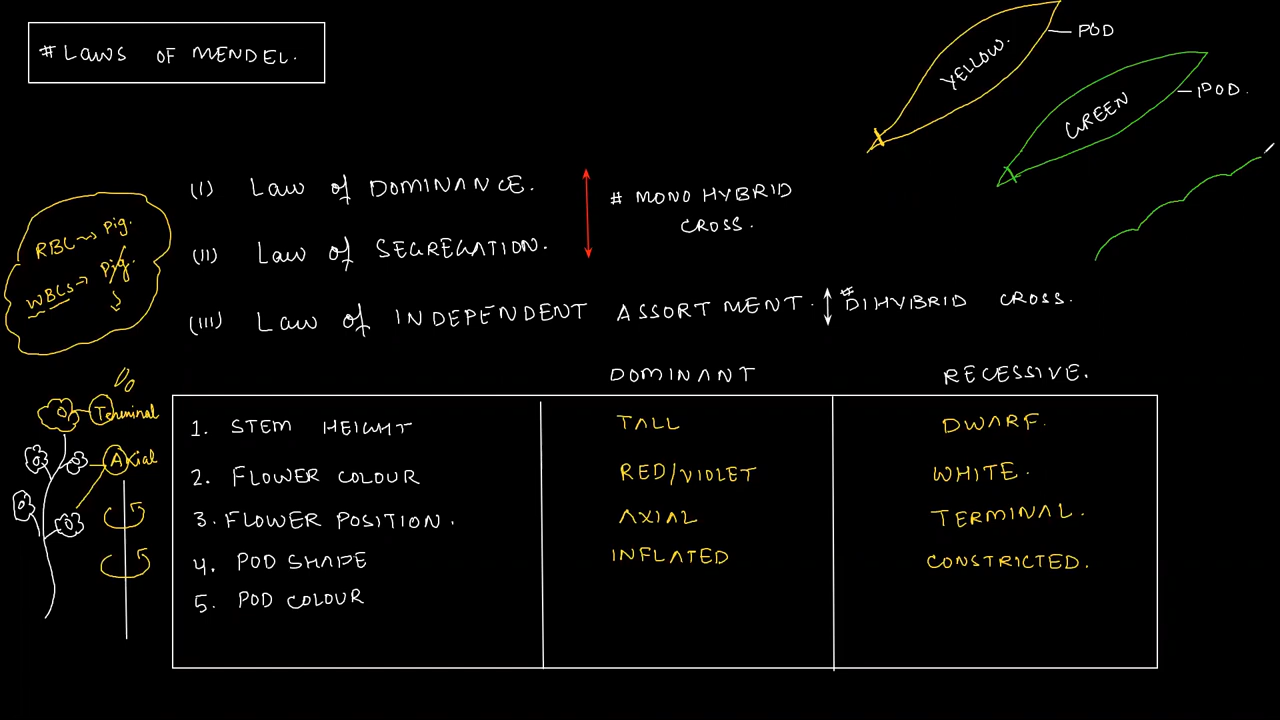 # LAWS OF MENDEL.
YELLOW.
POD
GREEN
POD.
(I) Law of DOMINANCE.
(II) Law of SEGREGATION.
# MONO HYBRID
CROSS.
(III) Law of INDEPENDENT ASSORTMENT.
# DIHYBRID CROSS.
RBC → Pig.
WBCs → Pig.
Terminal
Axial
DOMINANT RECESSIVE.
1. STEM HEIGHT TALL DWARF.
2. FLOWER COLOUR RED/VIOLET WHITE.
3. FLOWER POSITION. AXIAL TERMINAL.
4. POD SHAPE INFLATED CONSTRICTED.
5. POD COLOUR